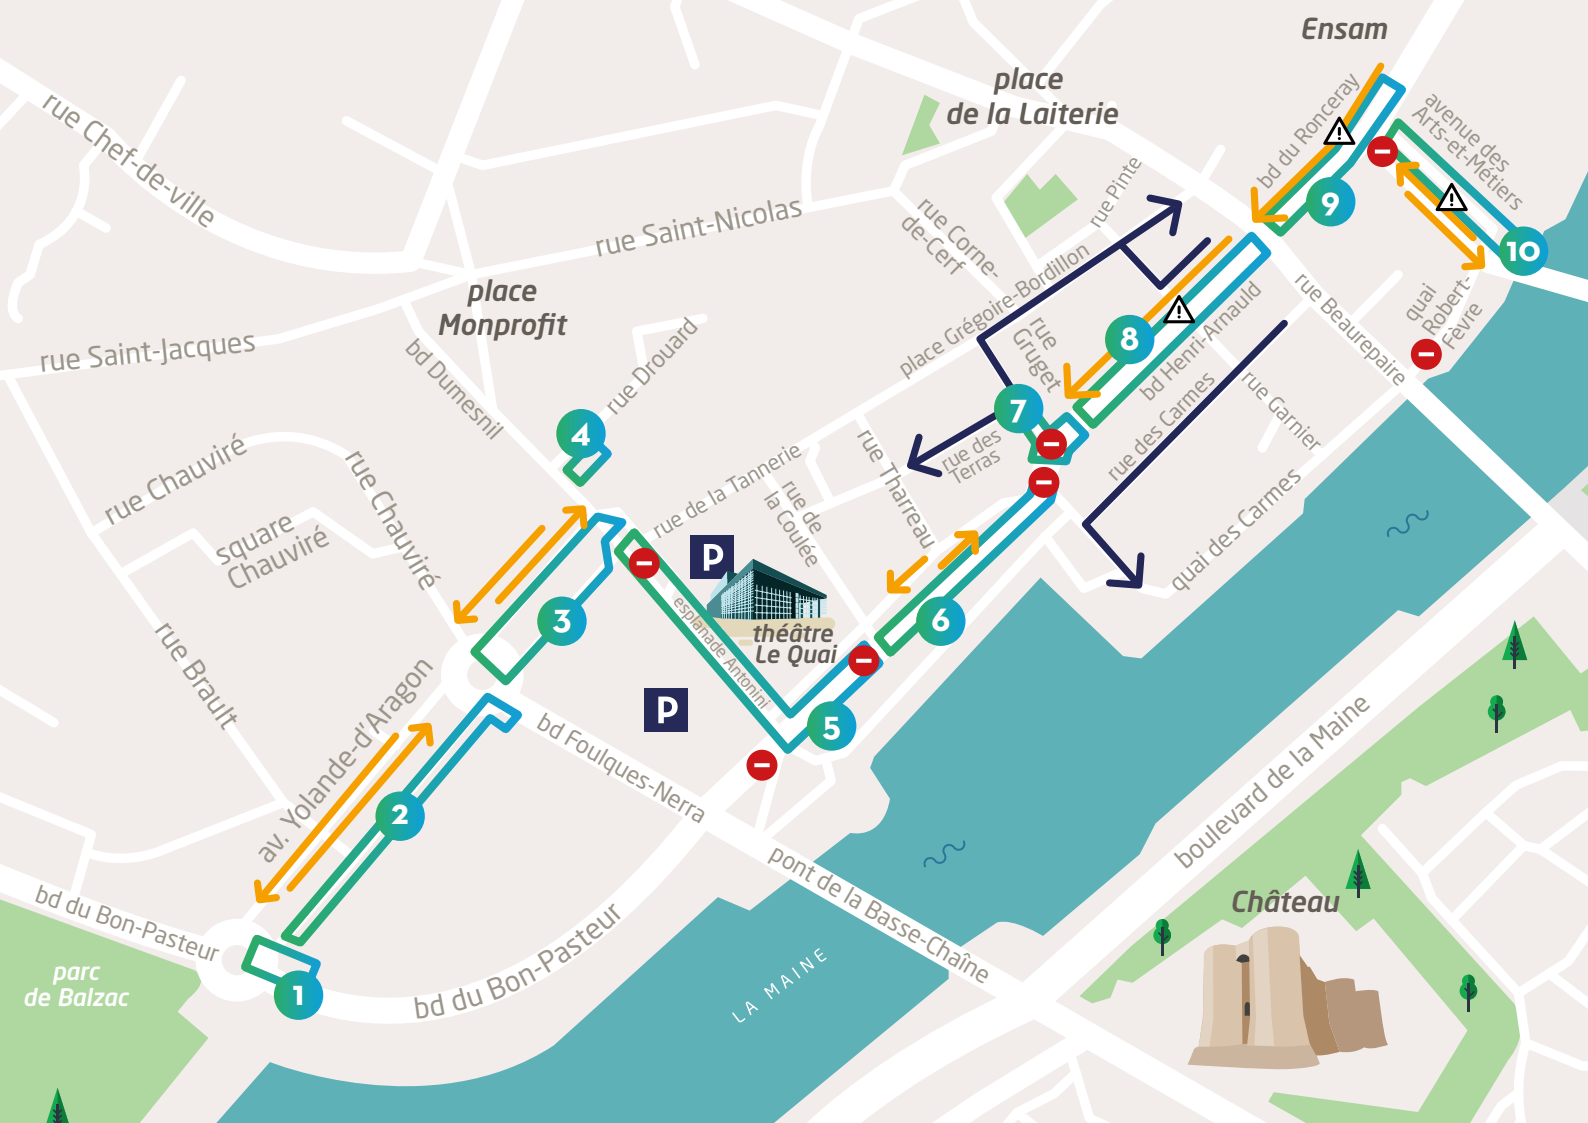 Ensam
place
de la Laiterie
bd du Ronceray
avenue des
Arts-et-Métiers
rue Chef-de-ville
rue Pinte
9
10
rue Saint-Nicolas
rue Corne-
de-Cerf
place Grégoire-Bordillon
quai
Robert-
Fèvre
rue Beaurepaire
place
Monprofit
rue Saint-Jacques
bd Dumesnil
rue Drouard
rue
Gruget
8
bd Henri-Arnauld
rue des Carmes
rue Garnier
7
4
rue des
Terras
rue Chauviré
rue Chauviré
square
Chauviré
rue de la Tannerie
rue de
la Coulée
rue Tharreau
quai des Carmes
P
esplanade Antonini
théâtre
Le Quai
3
6
rue Brault
av. Yolande-d'Aragon
P
5
bd Foulques-Nerra
2
boulevard de la Maine
pont de la Basse-Chaîne
Château
bd du Bon-Pasteur
bd du Bon-Pasteur
parc
de Balzac
1
LA MAINE